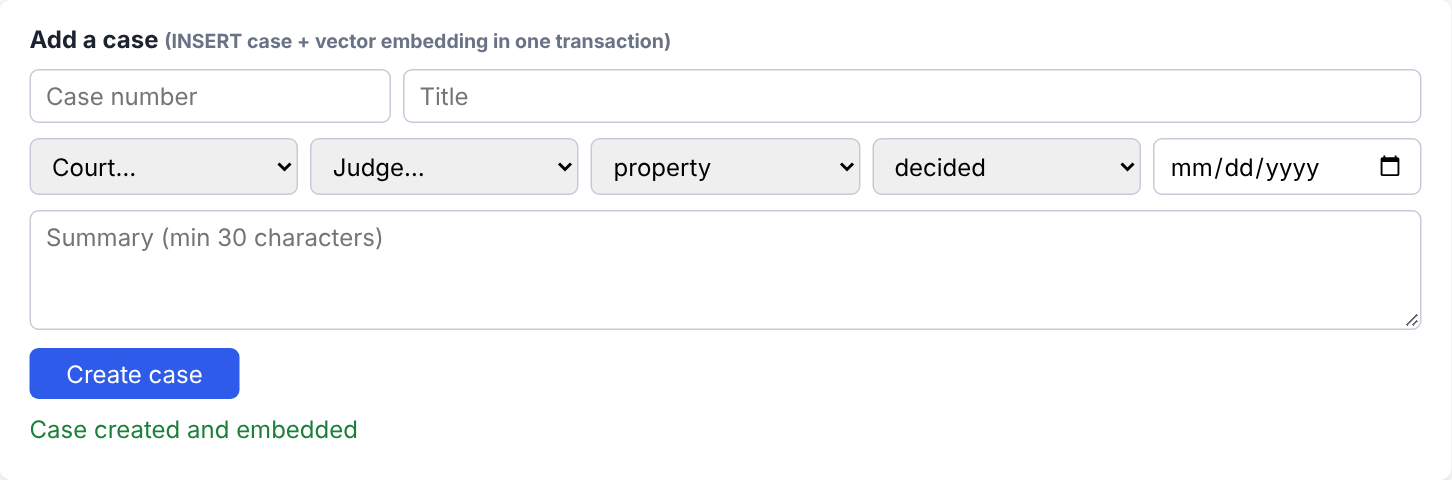 Add a case (INSERT case + vector embedding in one transaction)
Case number Title
Court... Judge... property decided mm/dd/yyyy
Summary (min 30 characters)
Create case
Case created and embedded